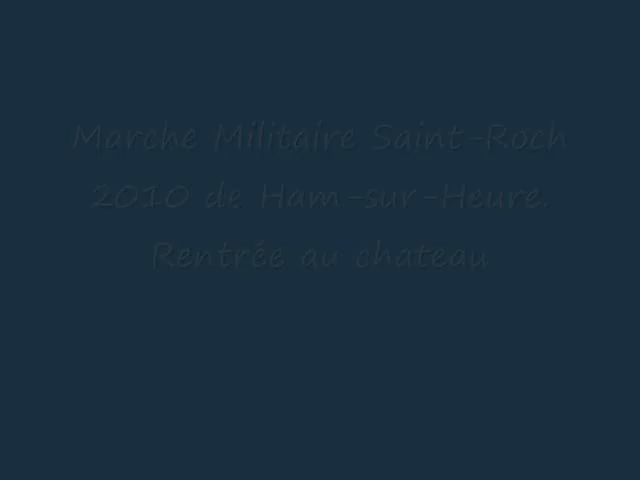 Marche Militaire Saint-Roch
2010 de Ham-sur-Heure.
Rentrée au chateau